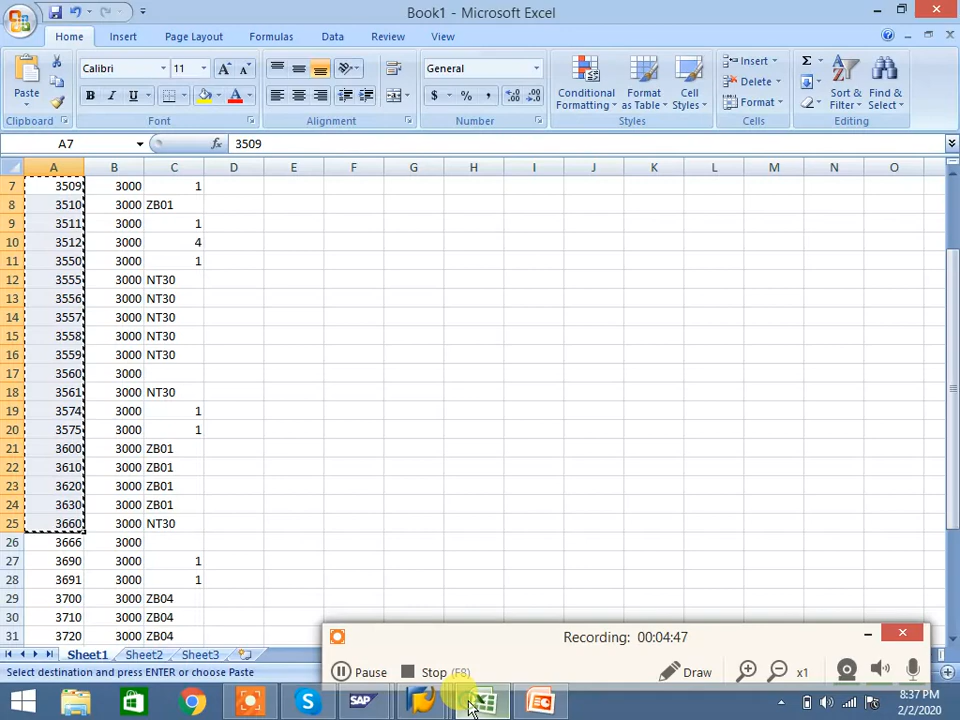 Book1 - Microsoft Excel
Home Insert Page Layout Formulas Data Review View
Calibri 11 A A General Insert Σ
Paste B I U A $ % , .0 .00 .00 .0 Conditional Formatting Format as Table Cell Styles Delete Format Sort & Filter Find & Select
Clipboard Font Alignment Number Styles Cells Editing
A7 fx 3509
A B C D E F G H I J K L M N O
7 3509 3000 1
8 3510 3000 ZB01
9 3511 3000 1
10 3512 3000 4
11 3550 3000 1
12 3555 3000 NT30
13 3556 3000 NT30
14 3557 3000 NT30
15 3558 3000 NT30
16 3559 3000 NT30
17 3560 3000
18 3561 3000 NT30
19 3574 3000 1
20 3575 3000 1
21 3600 3000 ZB01
22 3610 3000 ZB01
23 3620 3000 ZB01
24 3630 3000 ZB01
25 3660 3000 NT30
26 3666 3000
27 3690 3000 1
28 3691 3000 1
29 3700 3000 ZB04
30 3710 3000 ZB04
31 3720 3000 ZB04
Recording: 00:04:47
Sheet1 Sheet2 Sheet3
Select destination and press ENTER or choose Paste
Pause Stop (F8) Draw x1
SAP
8:37 PM
2/2/2020